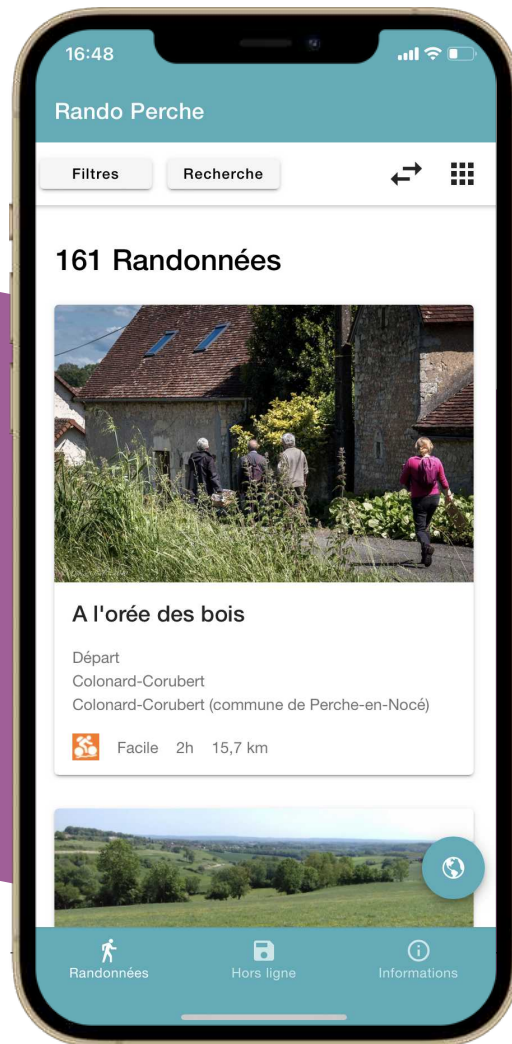 16:48
Rando Perche
Filtres Recherche
161 Randonnées
A l'orée des bois
Départ
Colonard-Corubert
Colonard-Corubert (commune de Perche-en-Nocé)
Facile 2h 15,7 km
Randonnées Hors ligne Informations